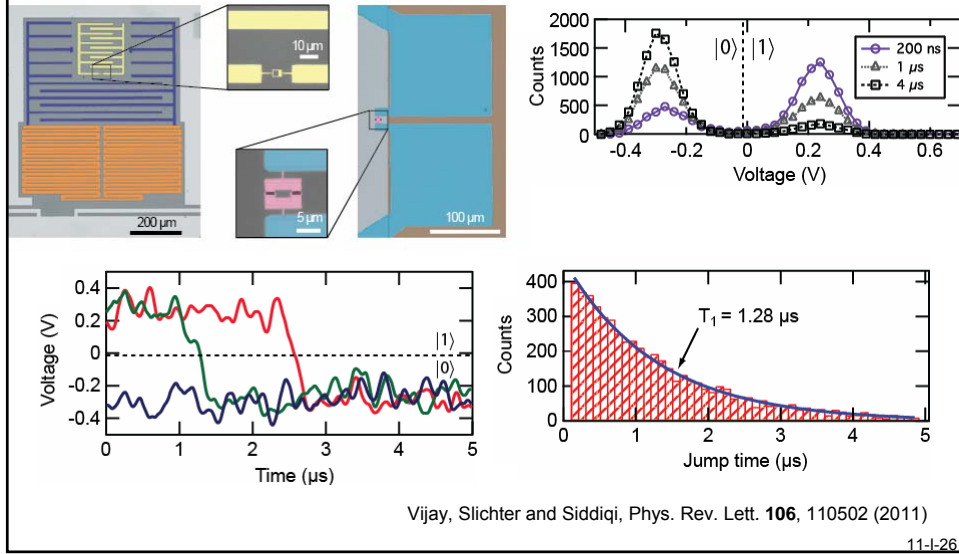 10 μm
200 μm
5 μm
100 μm
2000
1500
1000
500
0
Counts
|0⟩ |1⟩
200 ns
1 μs
4 μs
-0.4 -0.2 0 0.2 0.4 0.6
Voltage (V)
0.4
0.2
0
-0.2
-0.4
Voltage (V)
|1⟩
|0⟩
0 1 2 3 4 5
Time (μs)
400
300
200
100
0
Counts
T₁ = 1.28 μs
0 1 2 3 4 5
Jump time (μs)
Vijay, Slichter and Siddiqi, Phys. Rev. Lett. 106, 110502 (2011)
11-I-26